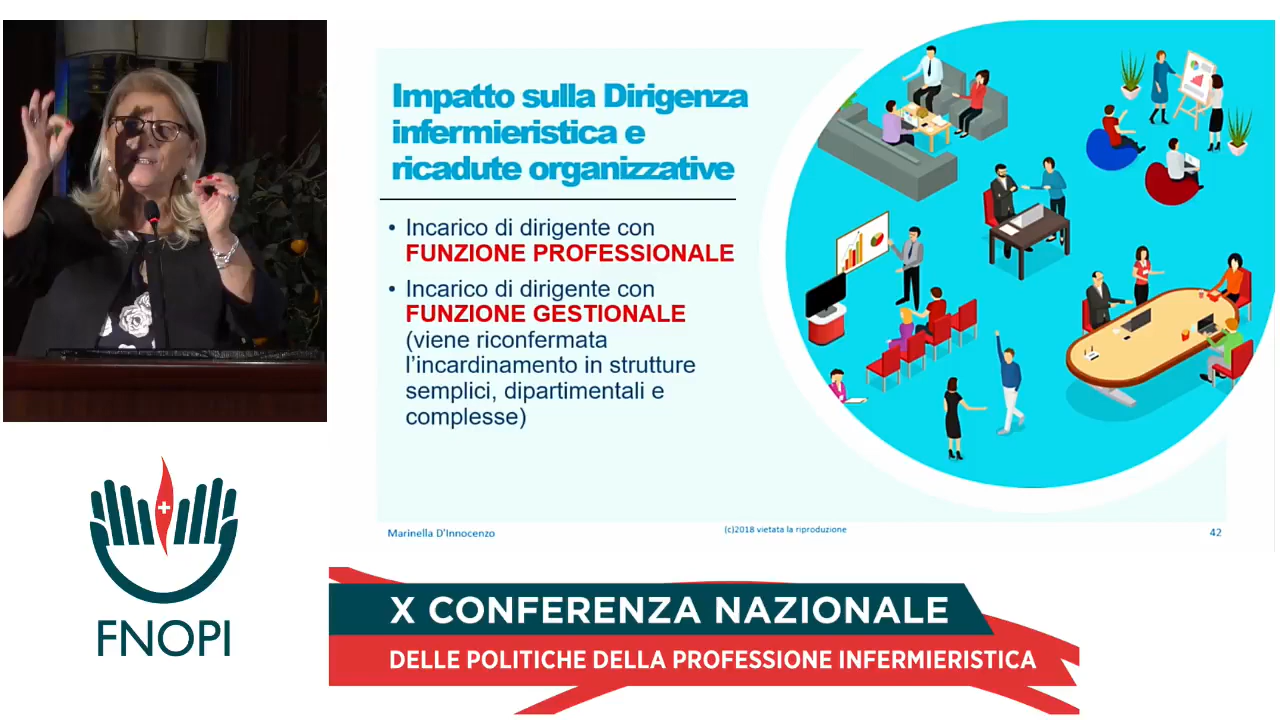 Impatto sulla Dirigenza
infermieristica e
ricadute organizzative
• Incarico di dirigente con
FUNZIONE PROFESSIONALE
• Incarico di dirigente con
FUNZIONE GESTIONALE
(viene riconfermata
l'incardinamento in strutture
semplici, dipartimentali e
complesse)
Marinella D'Innocenzo
(c)2018 vietata la riproduzione
42
FNOPI
X CONFERENZA NAZIONALE
DELLE POLITICHE DELLA PROFESSIONE INFERMIERISTICA